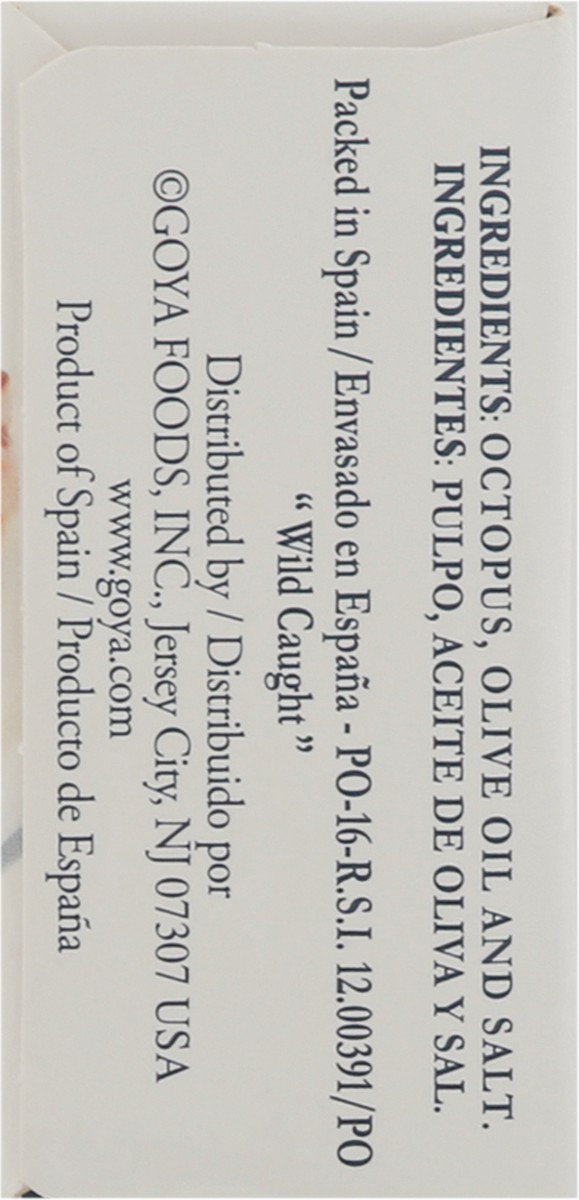 INGREDIENTS: OCTOPUS, OLIVE OIL AND SALT.
INGREDIENTES: PULPO, ACEITE DE OLIVA Y SAL.
Packed in Spain / Envasado en España - PO-16-R.S.I. 12.00391/PO
“ Wild Caught ”
Distributed by / Distribuido por
©GOYA FOODS, INC., Jersey City, NJ 07307 USA
www.goya.com
Product of Spain / Producto de España